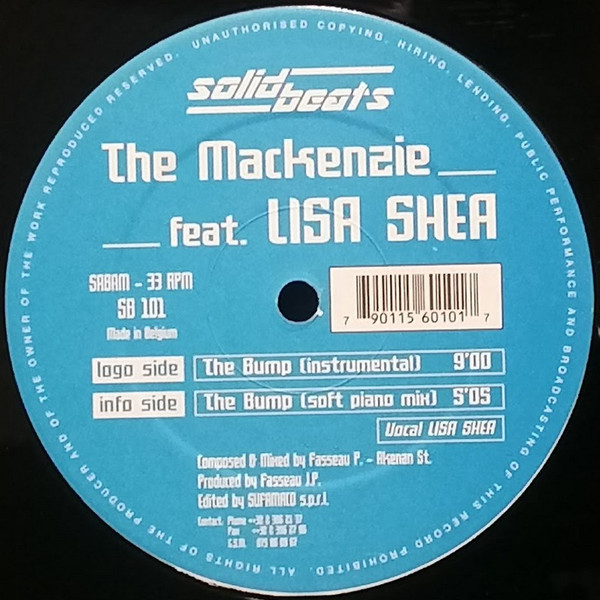 UNAUTHORISED COPYING, HIRING, LENDING, PUBLIC PERFORMANCE AND BROADCASTING OF THIS RECORD PROHIBITED. ALL RIGHTS OF THE PRODUCER AND OF THE OWNER OF THE WORK REPRODUCED RESERVED.
solid
beats
The Mackenzie
feat. LISA SHEA
SABAM - 33 RPM
SB 101
Made in Belgium
7 90115 60101 7
logo side The Bump (instrumental) 9'00
info side The Bump (soft piano mix) 5'05
Vocal LISA SHEA
Composed & Mixed by Fasseau P. - Akenan St.
Produced by Fasseau J.P.
Edited by SUFAMACO s.p.r.l.
Contact. Phone
Fax
G.S.M.